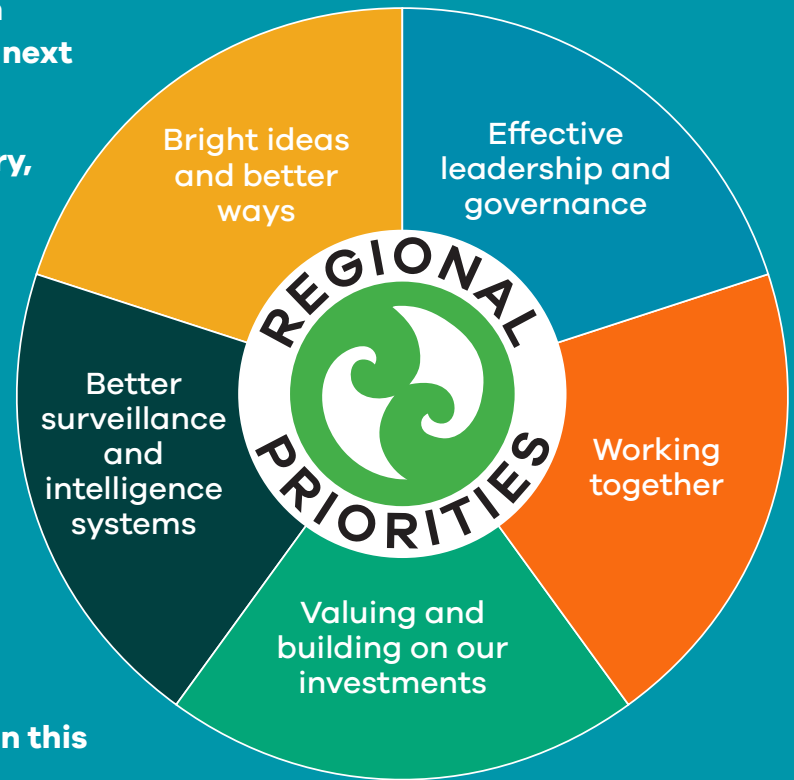 next
Bright ideas
and better
ways
Effective
leadership and
governance
REGIONAL
PRIORITIES
Better
surveillance
and
intelligence
systems
Working
together
Valuing and
building on our
investments
this